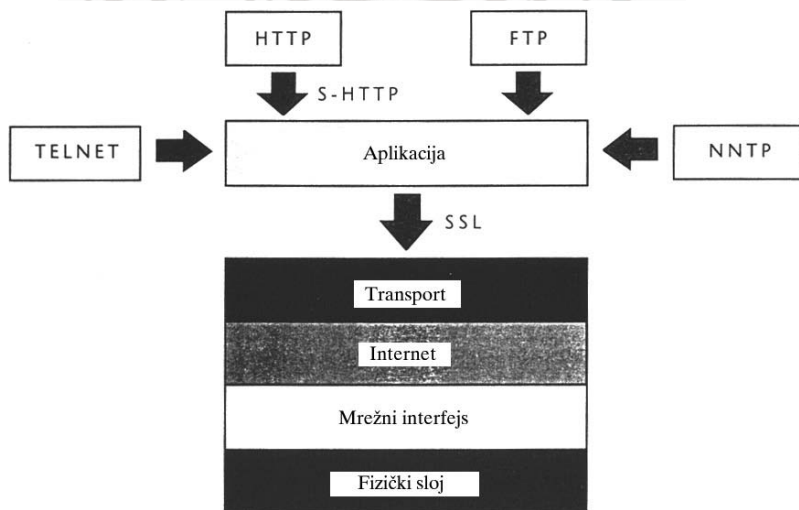 HTTP
FTP
S-HTTP
TELNET
Aplikacija
NNTP
SSL
Transport
Internet
Mrežni interfejs
Fizički sloj